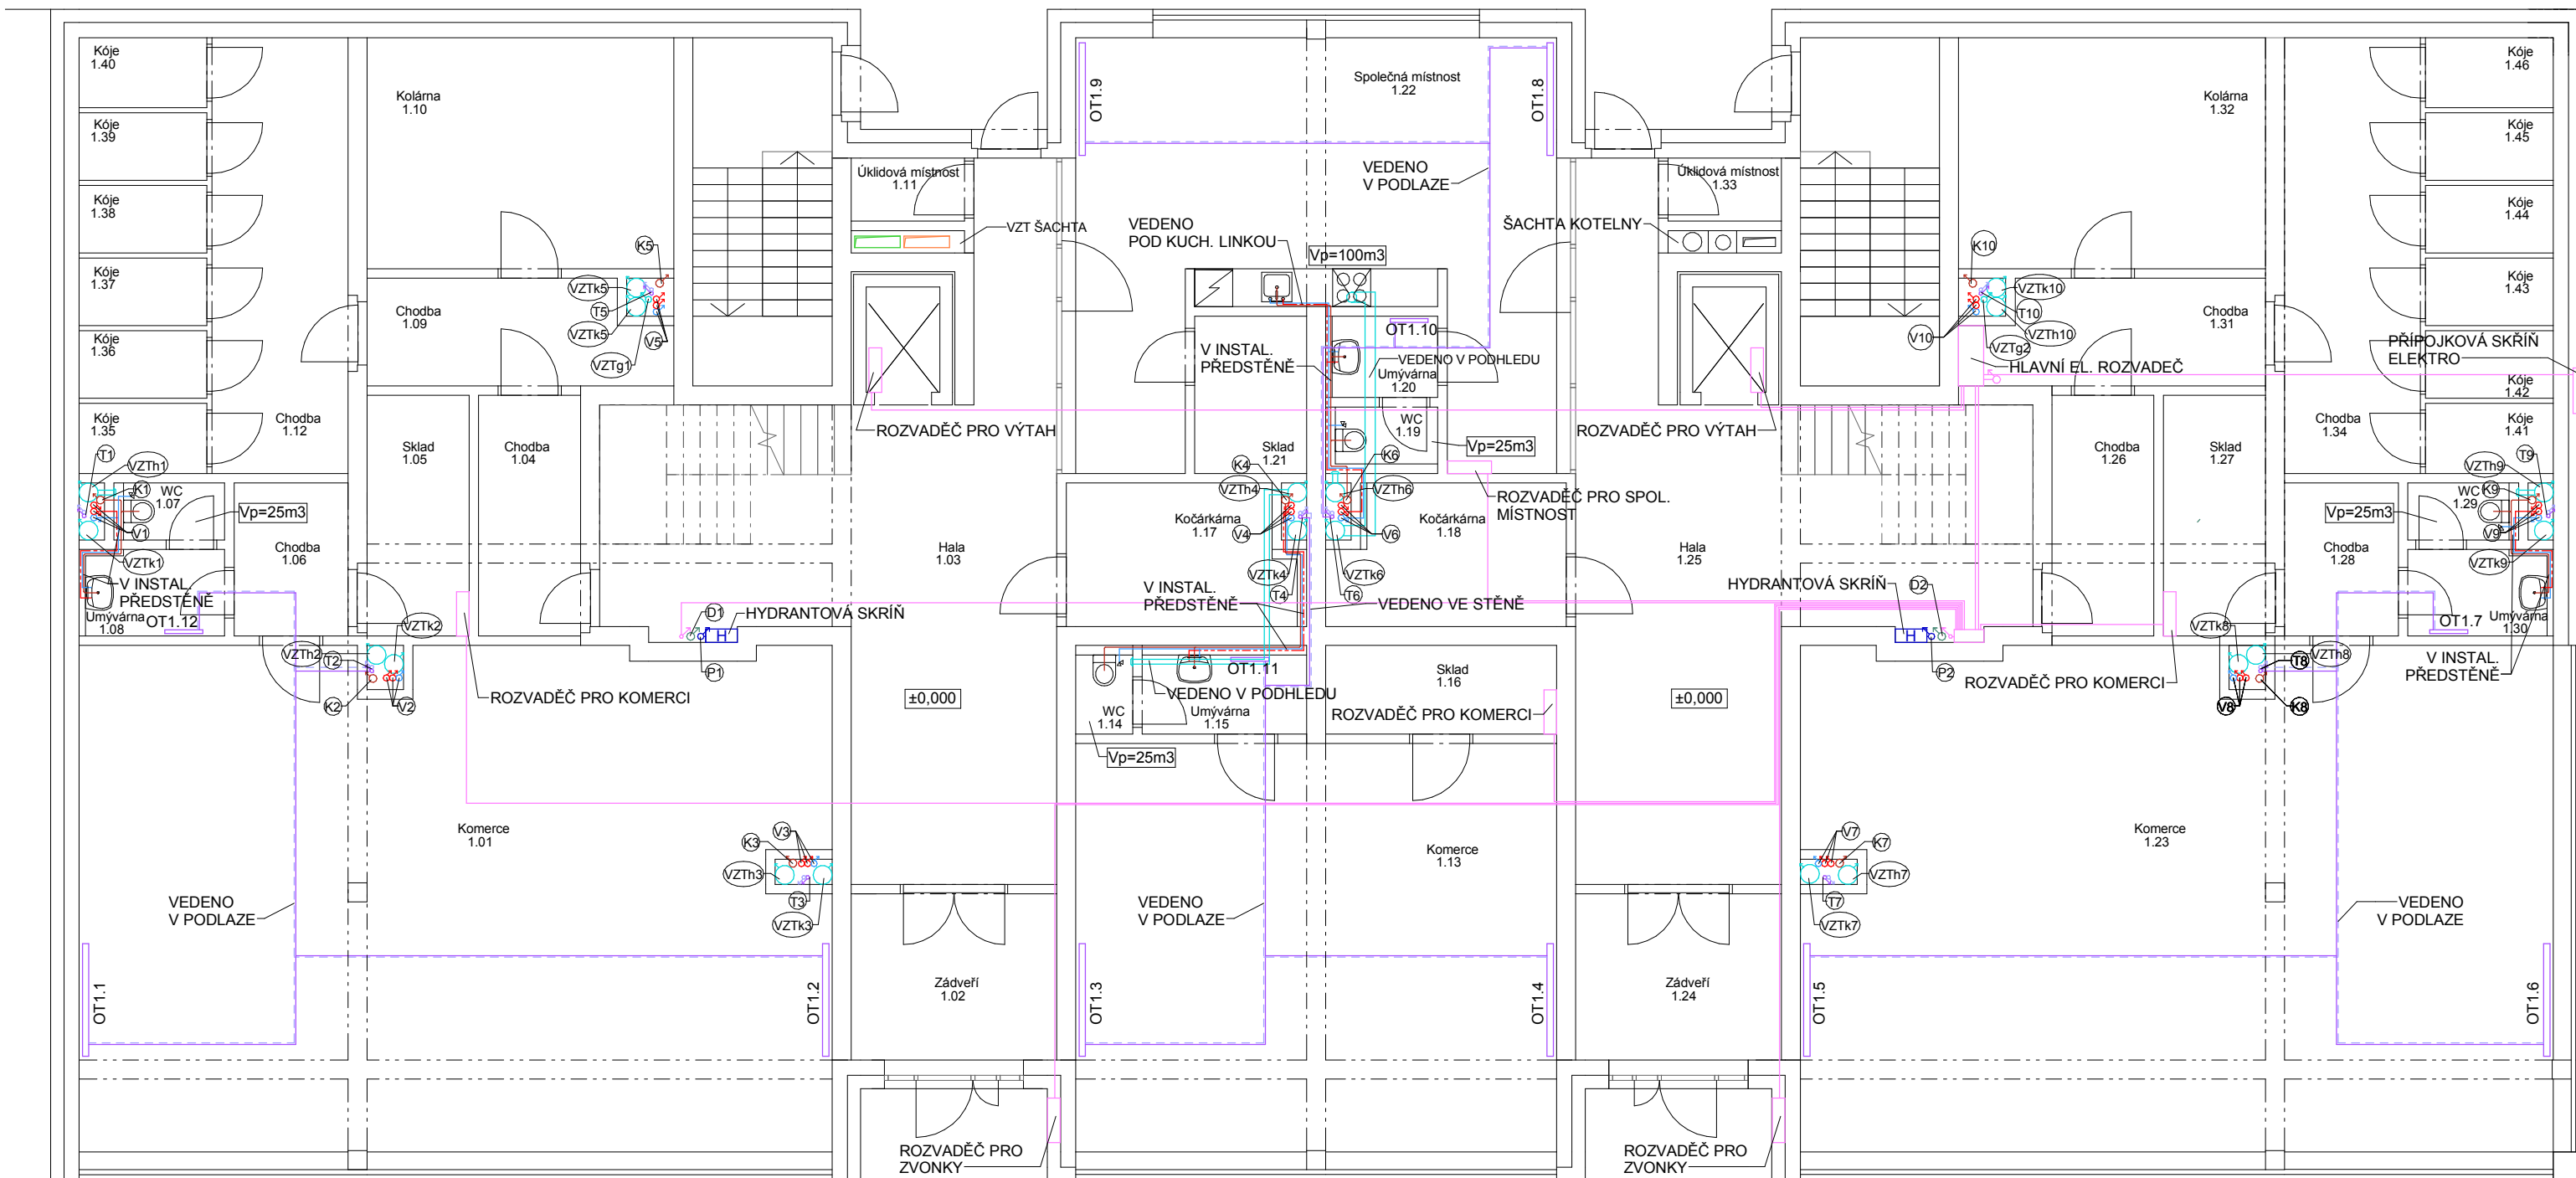 Kóje
1.40
Kóje
1.39
Kóje
1.38
Kóje
1.37
Kóje
1.36
Kóje
1.35
Kolárna
1.10
Chodba
1.09
Chodba
1.12
Sklad
1.05
Chodba
1.04
K5
VZTk5
T5
VZTk5
VZTg1
V5
T1
VZTh1
K1
WC
1.07
V1
VZTk1
Vp=25m3
Chodba
1.06
V INSTAL.
PŘEDSTĚNĚ
Umývárna
1.08
OT1.12
VZTh2
T2
VZTk2
K2
V2
ROZVADĚČ PRO KOMERCI
Komerce
1.01
VEDENO
V PODLAZE
OT1.1
OT1.2
K3
V3
VZTh3
T3
VZTk3
Úklidová místnost
1.11
VZT ŠACHTA
ROZVADĚČ PRO VÝTAH
Hala
1.03
D1
HYDRANTOVÁ SKRÍŇ
H
P1
±0,000
Zádveří
1.02
ROZVADĚČ PRO
ZVONKY
OT1.9
Společná místnost
1.22
OT1.8
VEDENO
V PODLAZE
VEDENO
POD KUCH. LINKOU
Vp=100m3
OT1.10
V INSTAL.
PŘEDSTĚNĚ
VEDENO V PODHLEDU
Umývárna
1.20
WC
1.19
Vp=25m3
Sklad
1.21
K4
K6
VZTh4
VZTh6
Kočárkárna
1.17
Kočárkárna
1.18
V4
V6
VZTk4
VZTk6
T4
T6
ROZVADĚČ PRO SPOL.
MÍSTNOST
V INSTAL.
PŘEDSTĚNĚ
VEDENO VE STĚNĚ
OT1.11
VEDENO V PODHLEDU
WC
1.14
Umývárna
1.15
Vp=25m3
Sklad
1.16
ROZVADĚČ PRO KOMERCI
Komerce
1.13
VEDENO
V PODLAZE
OT1.3
OT1.4
Úklidová místnost
1.33
ŠACHTA KOTELNY
ROZVADĚČ PRO VÝTAH
Hala
1.25
HYDRANTOVÁ SKRÍŇ
D2
H
P2
±0,000
Zádveří
1.24
ROZVADĚČ PRO
ZVONKY
Kolárna
1.32
K10
VZTk10
T10
VZTh10
V10
VZTg2
HLAVNÍ EL. ROZVADEČ
Chodba
1.31
PŘÍPOJKOVÁ SKŘÍŇ
ELEKTRO
Kóje
1.46
Kóje
1.45
Kóje
1.44
Kóje
1.43
Kóje
1.42
Kóje
1.41
Chodba
1.34
Chodba
1.26
Sklad
1.27
VZTh9
T9
K9
WC
1.29
V9
VZTk9
Vp=25m3
Chodba
1.28
OT1.7
Umývárna
1.30
V INSTAL.
PŘEDSTĚNĚ
VZTk8
VZTh8
T8
V8
K8
ROZVADĚČ PRO KOMERCI
V7
K7
VZTh7
T7
VZTk7
Komerce
1.23
VEDENO
V PODLAZE
OT1.5
OT1.6